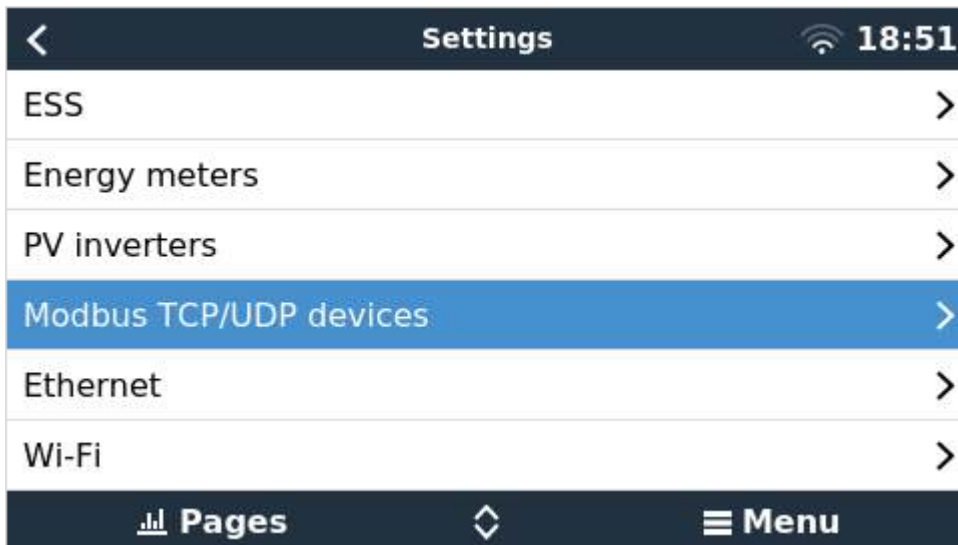 Settings 18:51
ESS
Energy meters
PV inverters
Modbus TCP/UDP devices
Ethernet
Wi-Fi
Pages Menu